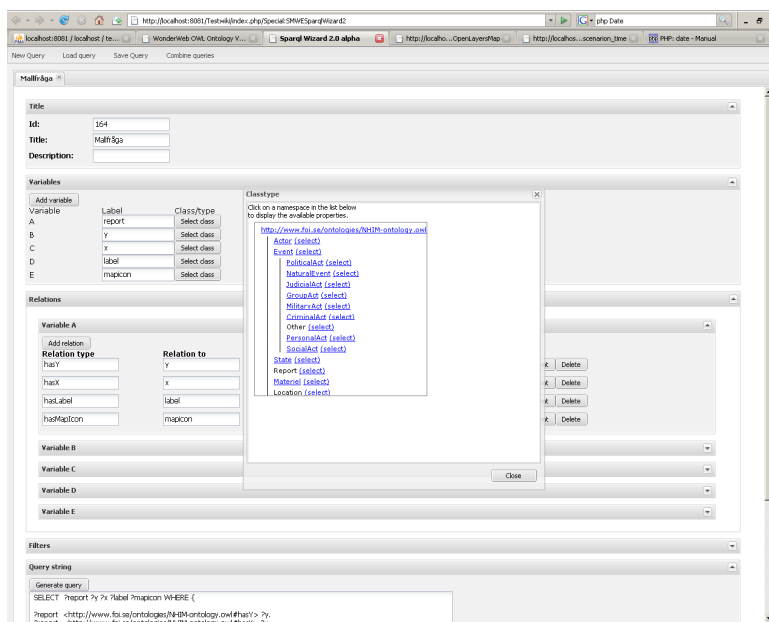 http://localhost:8081/Testwiki/index.php/Special:SMWESparqlWizard2
php Date
localhost:8081 / localhost / te...
WonderWeb OWL Ontology V...
Sparql Wizard 2.0 alpha
http://localho...OpenLayersMap
http://localhos...scenarion_time
PHP: date - Manual
New Query Load query Save Query Combine queries
Mallfråga
Title
Id: 164
Title: Mallfråga
Description:
Variables
Add variable
Variable Label Class/type
A report Select class
B y Select class
C x Select class
D label Select class
E mapicon Select class
Classtype
Click on a namespace in the list below
to display the available properties.
http://www.foi.se/ontologies/NHIM-ontology.owl
Actor (select)
Event (select)
PoliticalAct (select)
NaturalEvent (select)
JudicialAct (select)
GroupAct (select)
MilitaryAct (select)
CriminalAct (select)
Other (select)
PersonalAct (select)
SocialAct (select)
State (select)
Report (select)
Materiel (select)
Location (select)
Close
Relations
Variable A
Add relation
Relation type Relation to
hasY y Delete
hasX x Delete
hasLabel label Delete
hasMapIcon mapicon Delete
Variable B
Variable C
Variable D
Variable E
Filters
Query string
Generate query
SELECT ?report ?y ?x ?label ?mapicon WHERE {
?report <http://www.foi.se/ontologies/NHIM-ontology.owl#hasY> ?y.